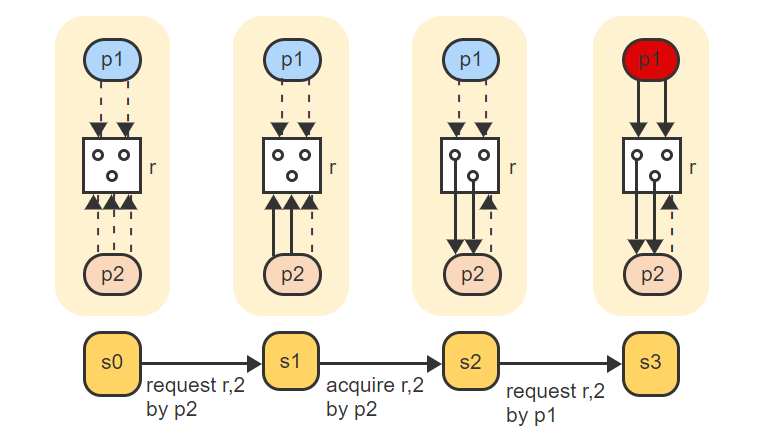 p1
p1
p1
p1
r
r
r
r
p2
p2
p2
p2
s0
s1
s2
s3
request r,2
by p2
acquire r,2
by p2
request r,2
by p1